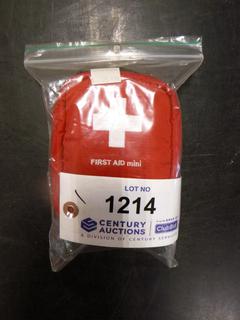 FIRST AID mini
LOT NO
1214
CENTURY
AUCTIONS
A DIVISION OF CENTURY SERVICES